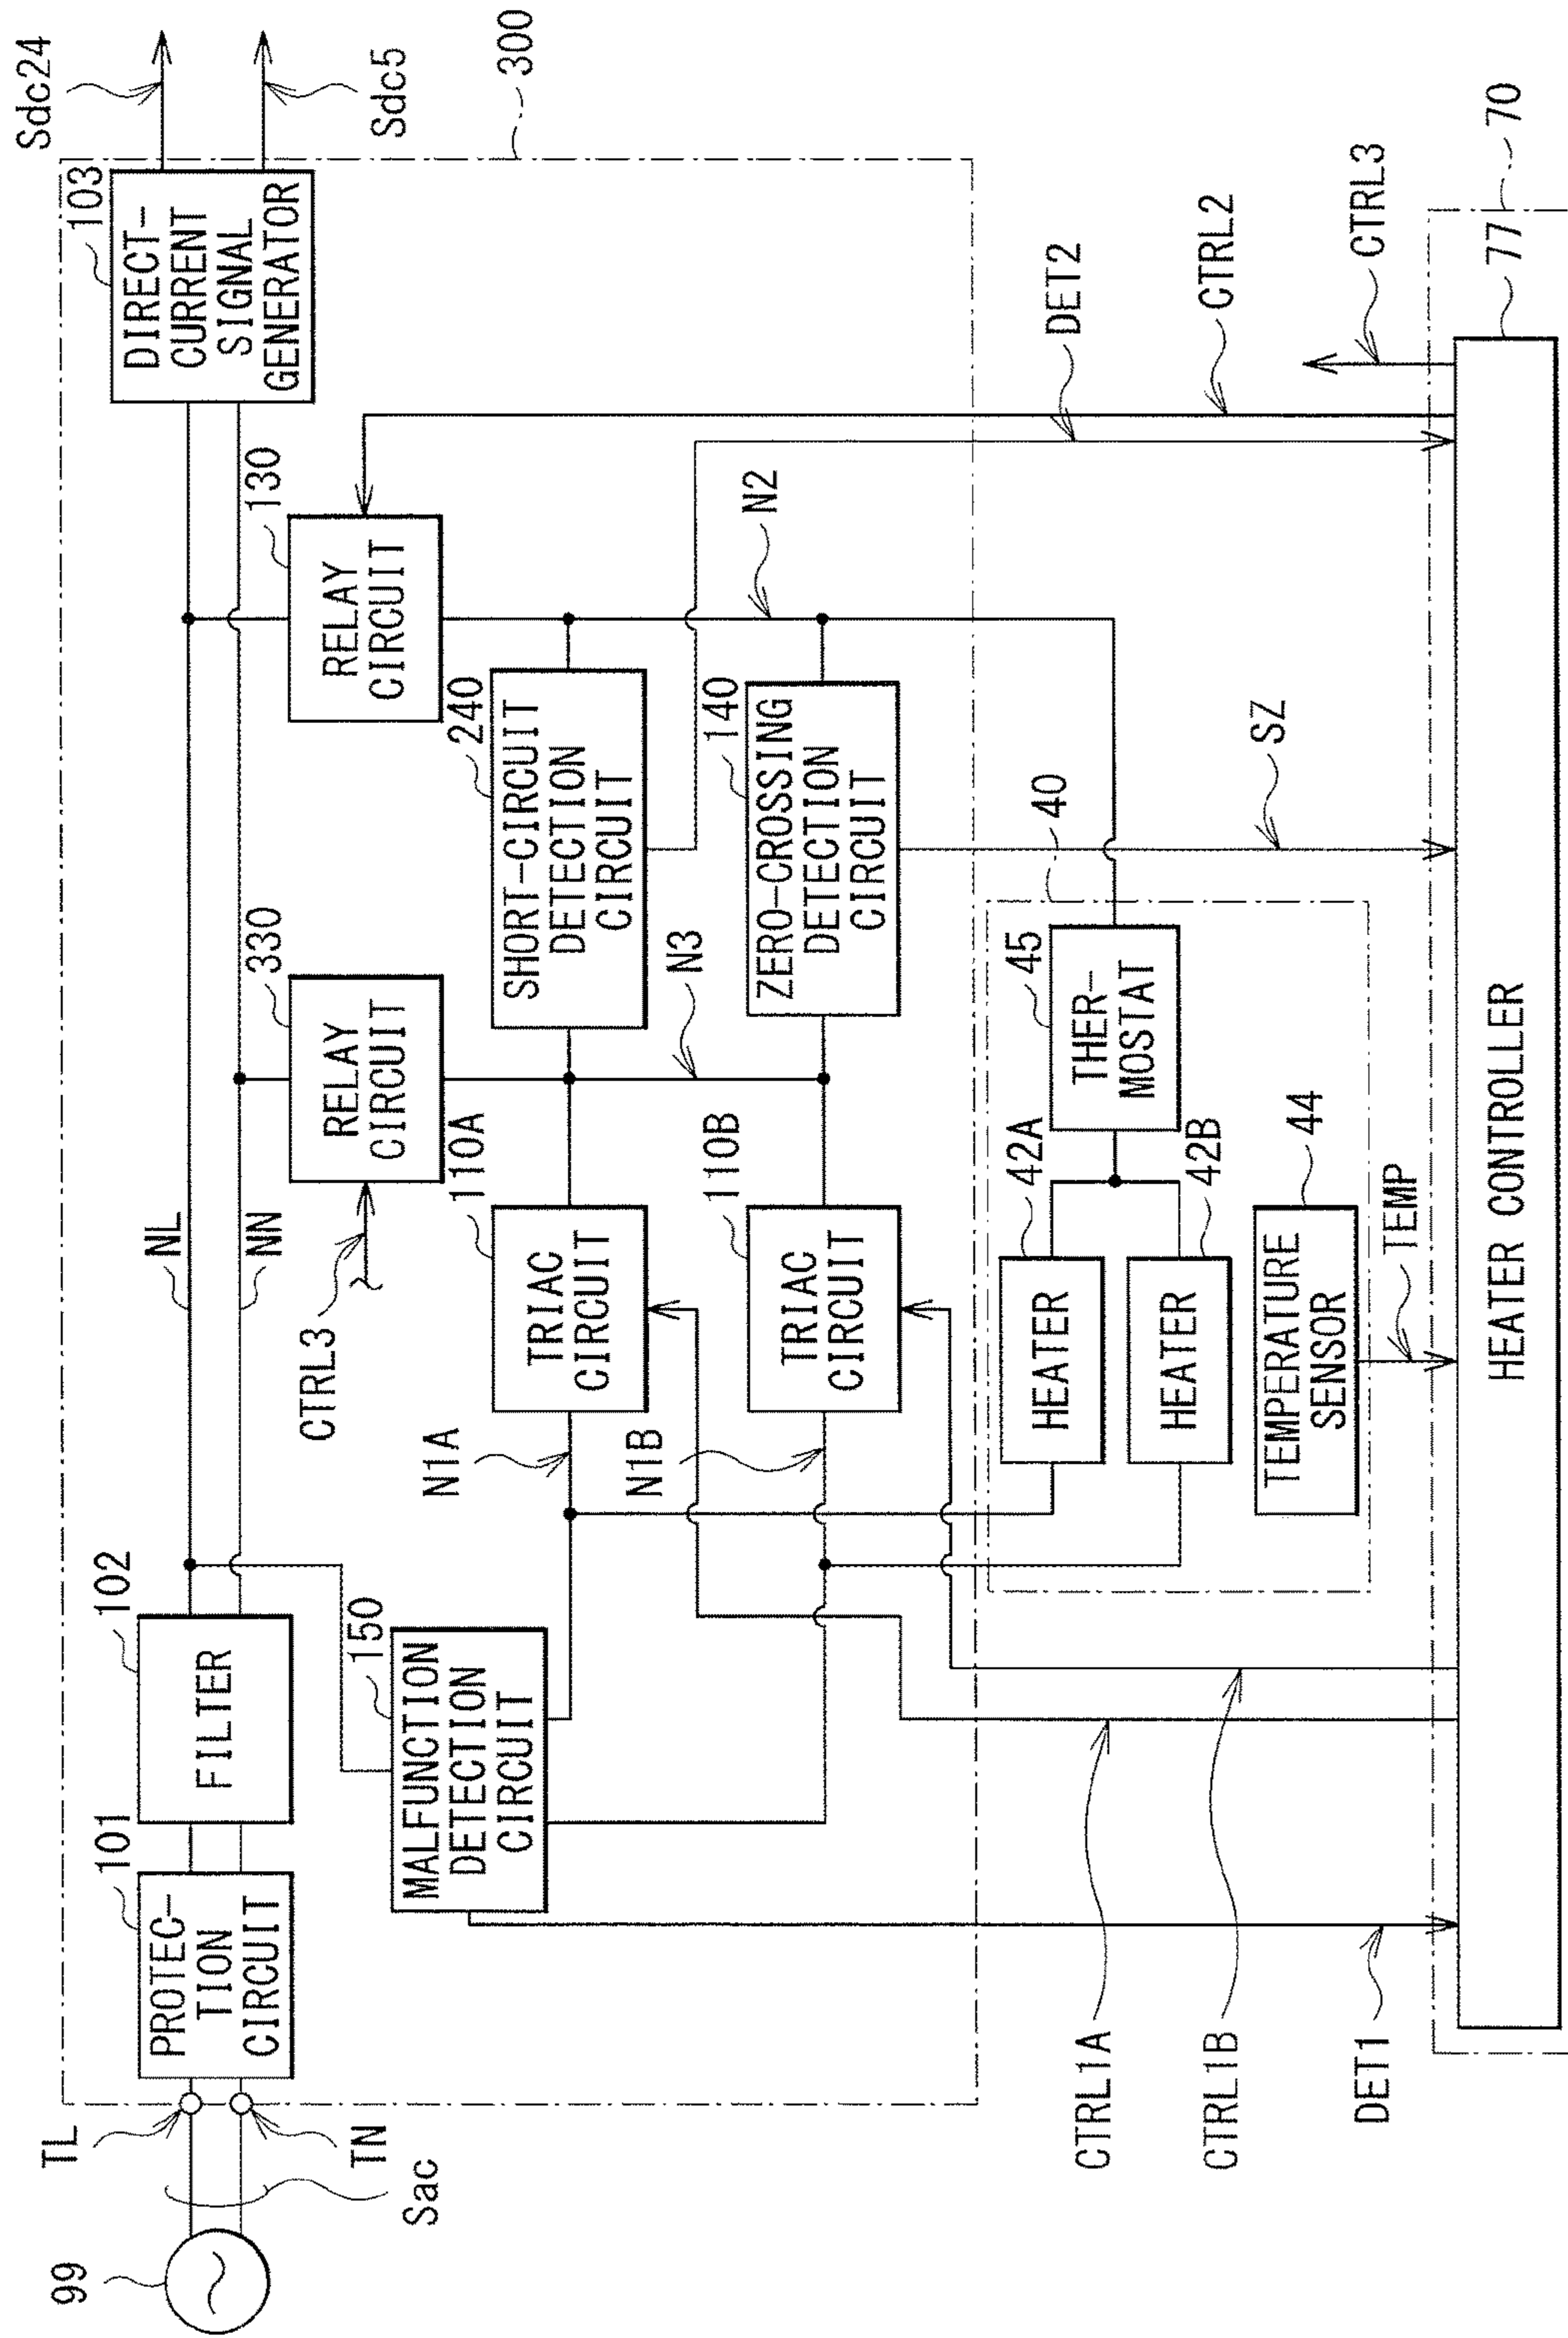 99
Sac
TL
TN
101
PROTEC-
TION
CIRCUIT
102
FILTER
NL
NN
103
DIRECT-
CURRENT
SIGNAL
GENERATOR
Sdc24
Sdc5
300
150
MALFUNCTION
DETECTION
CIRCUIT
CTRL3
330
RELAY
CIRCUIT
130
RELAY
CIRCUIT
N1A
110A
TRIAC
CIRCUIT
N1B
110B
TRIAC
CIRCUIT
N3
240
SHORT-CIRCUIT
DETECTION
CIRCUIT
140
ZERO-CROSSING
DETECTION
CIRCUIT
N2
DET2
CTRL2
CTRL3
40
42A
HEATER
42B
HEATER
45
THER-
MOSTAT
44
TEMPERATURE
SENSOR
TEMP
SZ
CTRL1A
CTRL1B
DET1
70
77
HEATER CONTROLLER